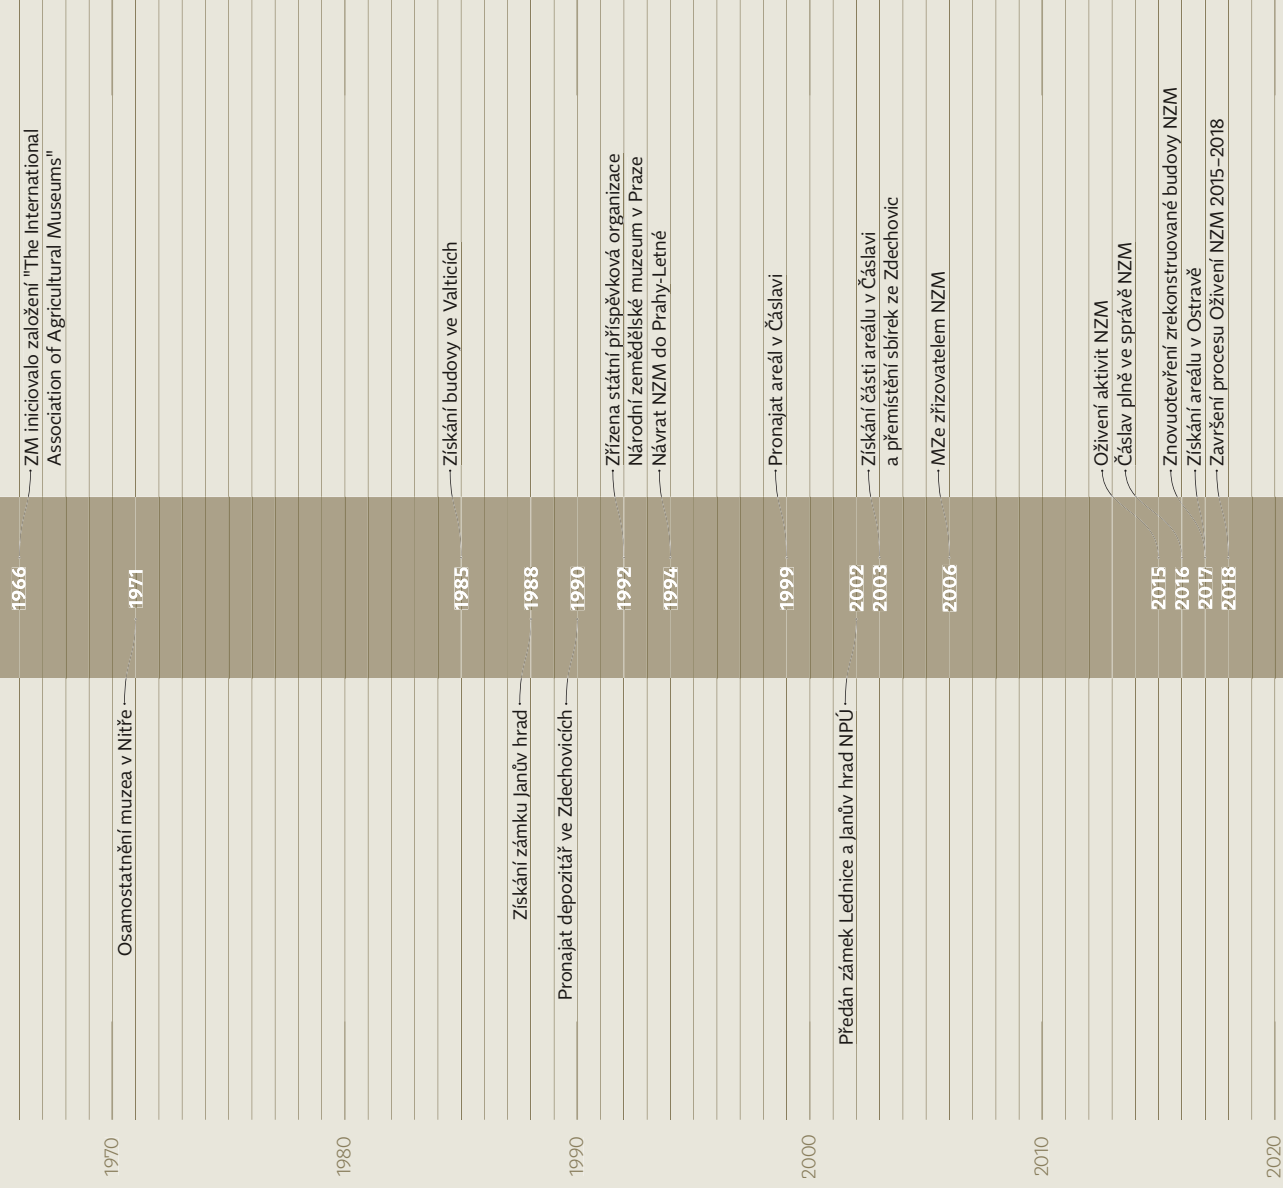 ZM iniciovalo založení "The International
Association of Agricultural Museums"
Získání budovy ve Valticích
Zřízena státní příspěvková organizace
Národní zemědělské muzeum v Praze
Návrat NZM do Prahy-Letné
Pronajat areál v Čáslavi
Získání části areálu v Čáslavi
a přemístění sbírek ze Zdechovic
MZe zřizovatelem NZM
Oživení aktivit NZM
Čáslav plně ve správě NZM
Znovuotevření zrekonstruované budovy NZM
Získání areálu v Ostravě
Završení procesu Oživení NZM 2015–2018
1966
1971
1985
1988
1990
1992
1994
1999
2002
2003
2006
2015
2016
2017
2018
Osamostatnění muzea v Nitře
Získání zámku Janův hrad
Pronajat depozitář ve Zdechovicích
Předán zámek Lednice a Janův hrad NPÚ
1970
1980
1990
2000
2010
2020